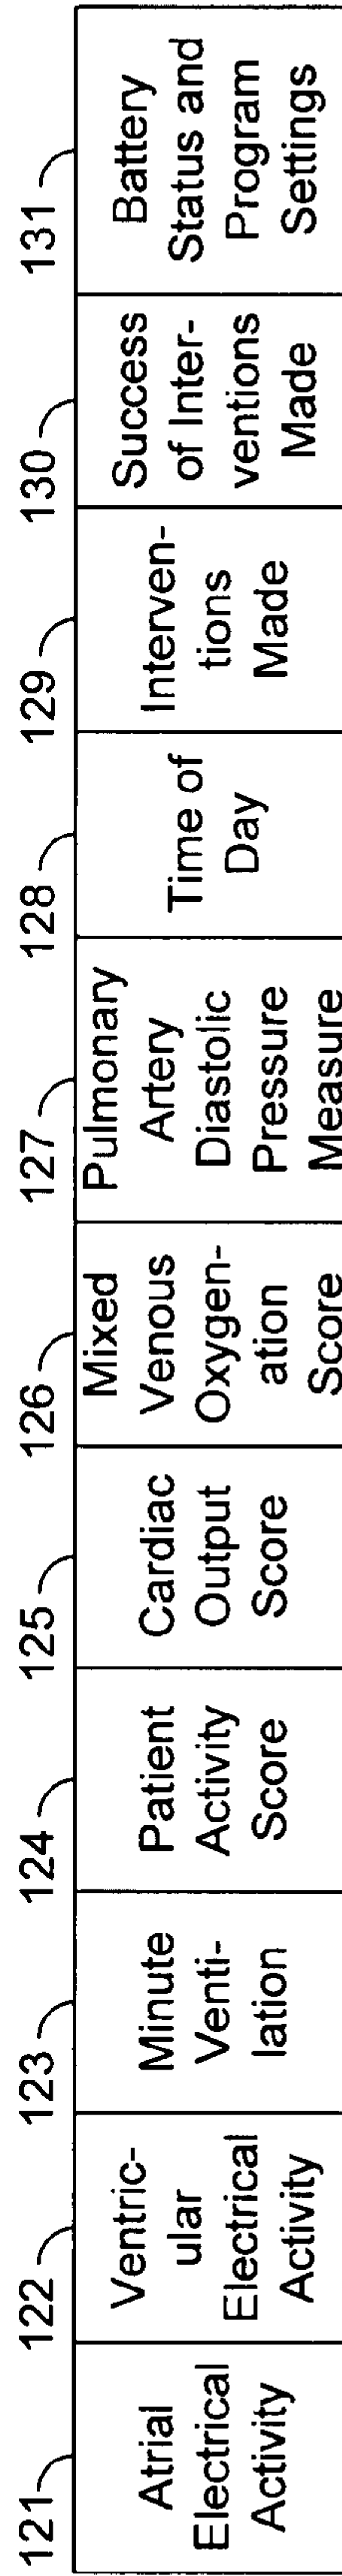 121
Atrial
Electrical
Activity
122
Ventric-
ular
Electrical
Activity
123
Minute
Venti-
lation
124
Patient
Activity
Score
125
Cardiac
Output
Score
126
Mixed
Venous
Oxygen-
ation
Score
127
Pulmonary
Artery
Diastolic
Pressure
Measure
128
Time of
Day
129
Interven-
tions
Made
130
Success
of Inter-
ventions
Made
131
Battery
Status and
Program
Settings